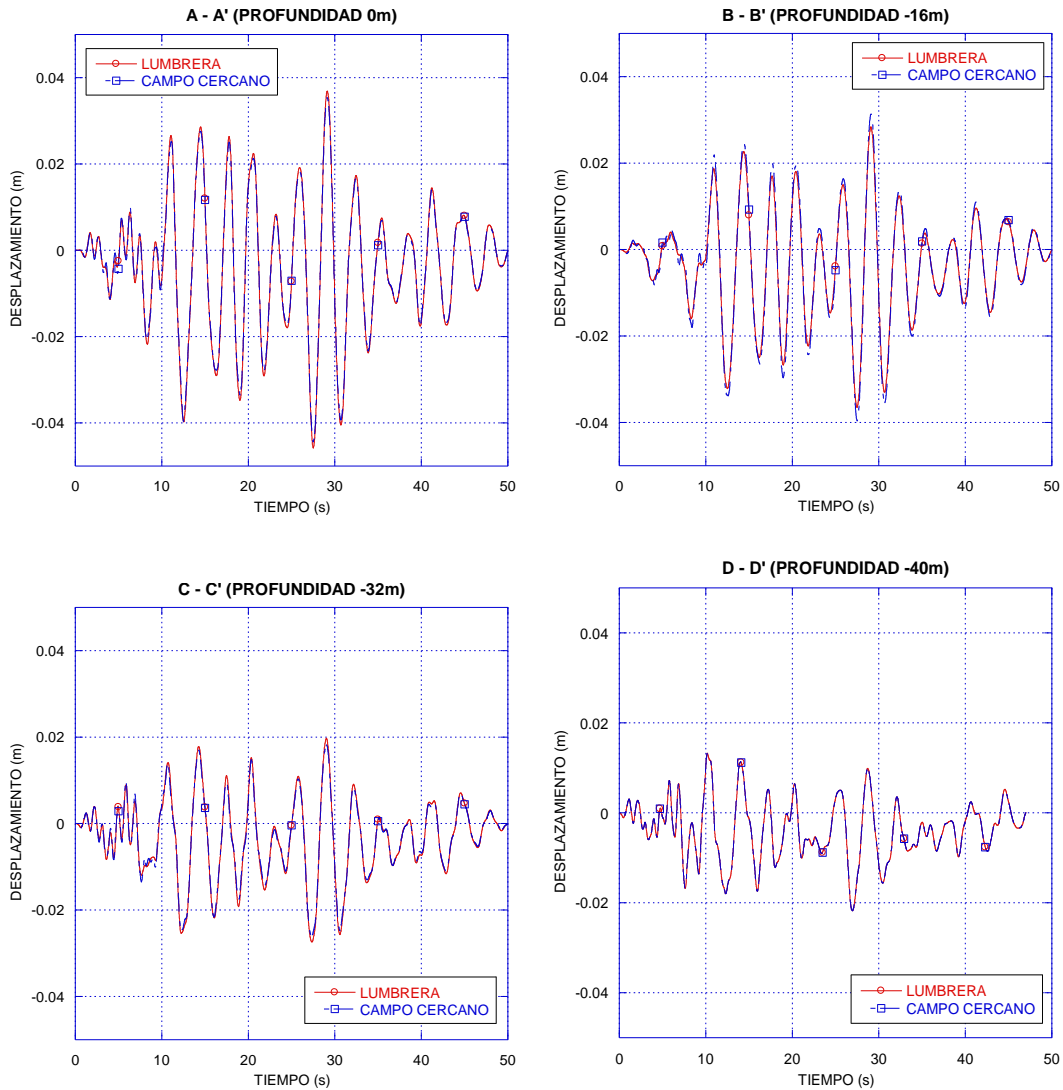 A - A' (PROFUNDIDAD 0m)
LUMBRERA
CAMPO CERCANO
DESPLAZAMIENTO (m)
0.04
0.02
0
-0.02
-0.04
0 10 20 30 40 50
TIEMPO (s)
B - B' (PROFUNDIDAD -16m)
LUMBRERA
CAMPO CERCANO
DESPLAZAMIENTO (m)
0.04
0.02
0
-0.02
-0.04
0 10 20 30 40 50
TIEMPO (s)
C - C' (PROFUNDIDAD -32m)
DESPLAZAMIENTO (m)
0.04
0.02
0
-0.02
-0.04
LUMBRERA
CAMPO CERCANO
0 10 20 30 40 50
TIEMPO (s)
D - D' (PROFUNDIDAD -40m)
DESPLAZAMIENTO (m)
0.04
0.02
0
-0.02
-0.04
LUMBRERA
CAMPO CERCANO
0 10 20 30 40 50
TIEMPO (s)